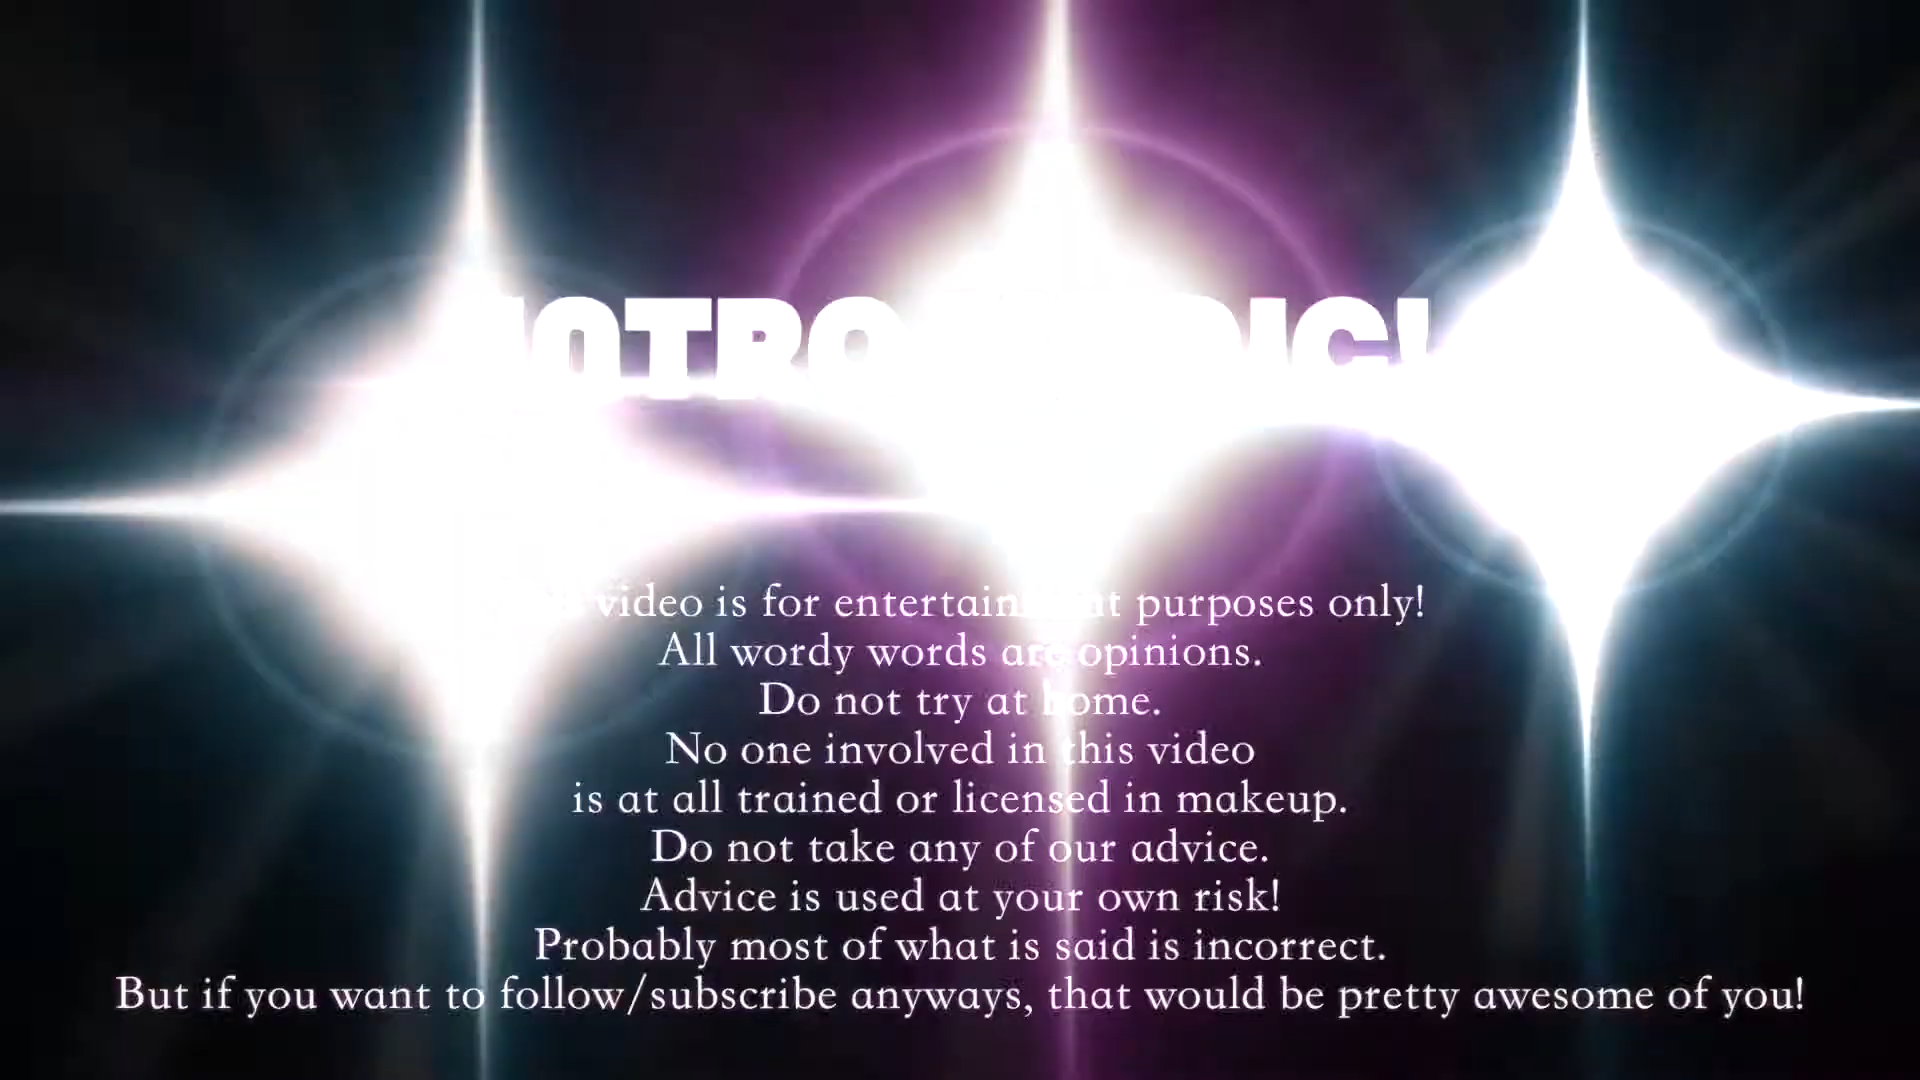 video is for entertainment purposes only!
All wordy words are opinions.
Do not try at home.
No one involved in this video
is at all trained or licensed in makeup.
Do not take any of our advice.
Advice is used at your own risk!
Probably most of what is said is incorrect.
But if you want to follow/subscribe anyways, that would be pretty awesome of you!